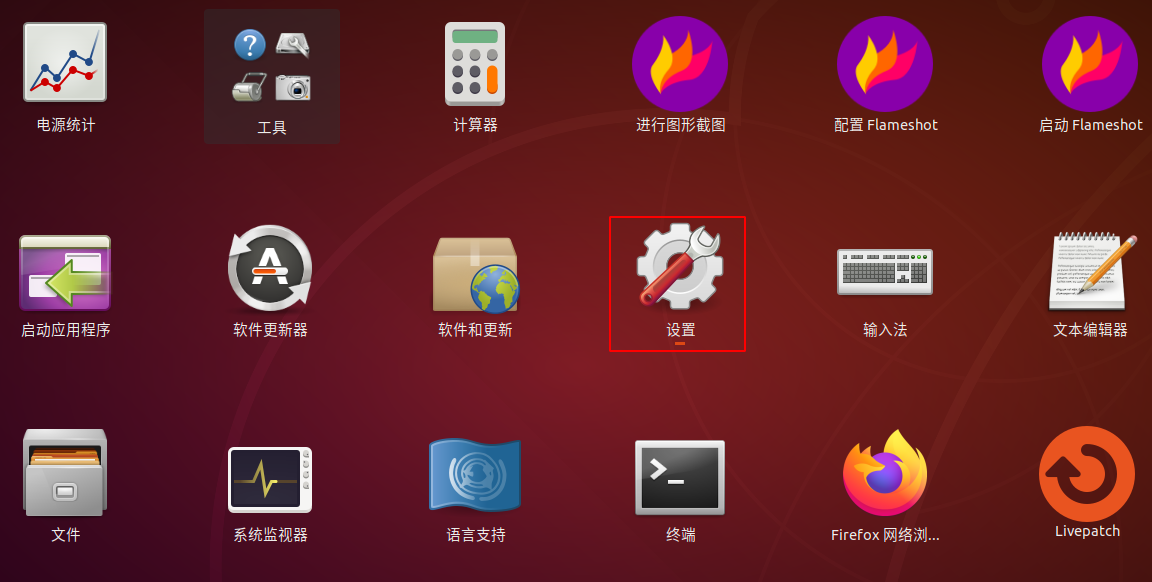 电源统计
工具
计算器
进行图形截图
配置 Flameshot
启动 Flameshot
启动应用程序
软件更新器
软件和更新
设置
输入法
文本编辑器
文件
系统监视器
语言支持
终端
Firefox 网络浏...
Livepatch